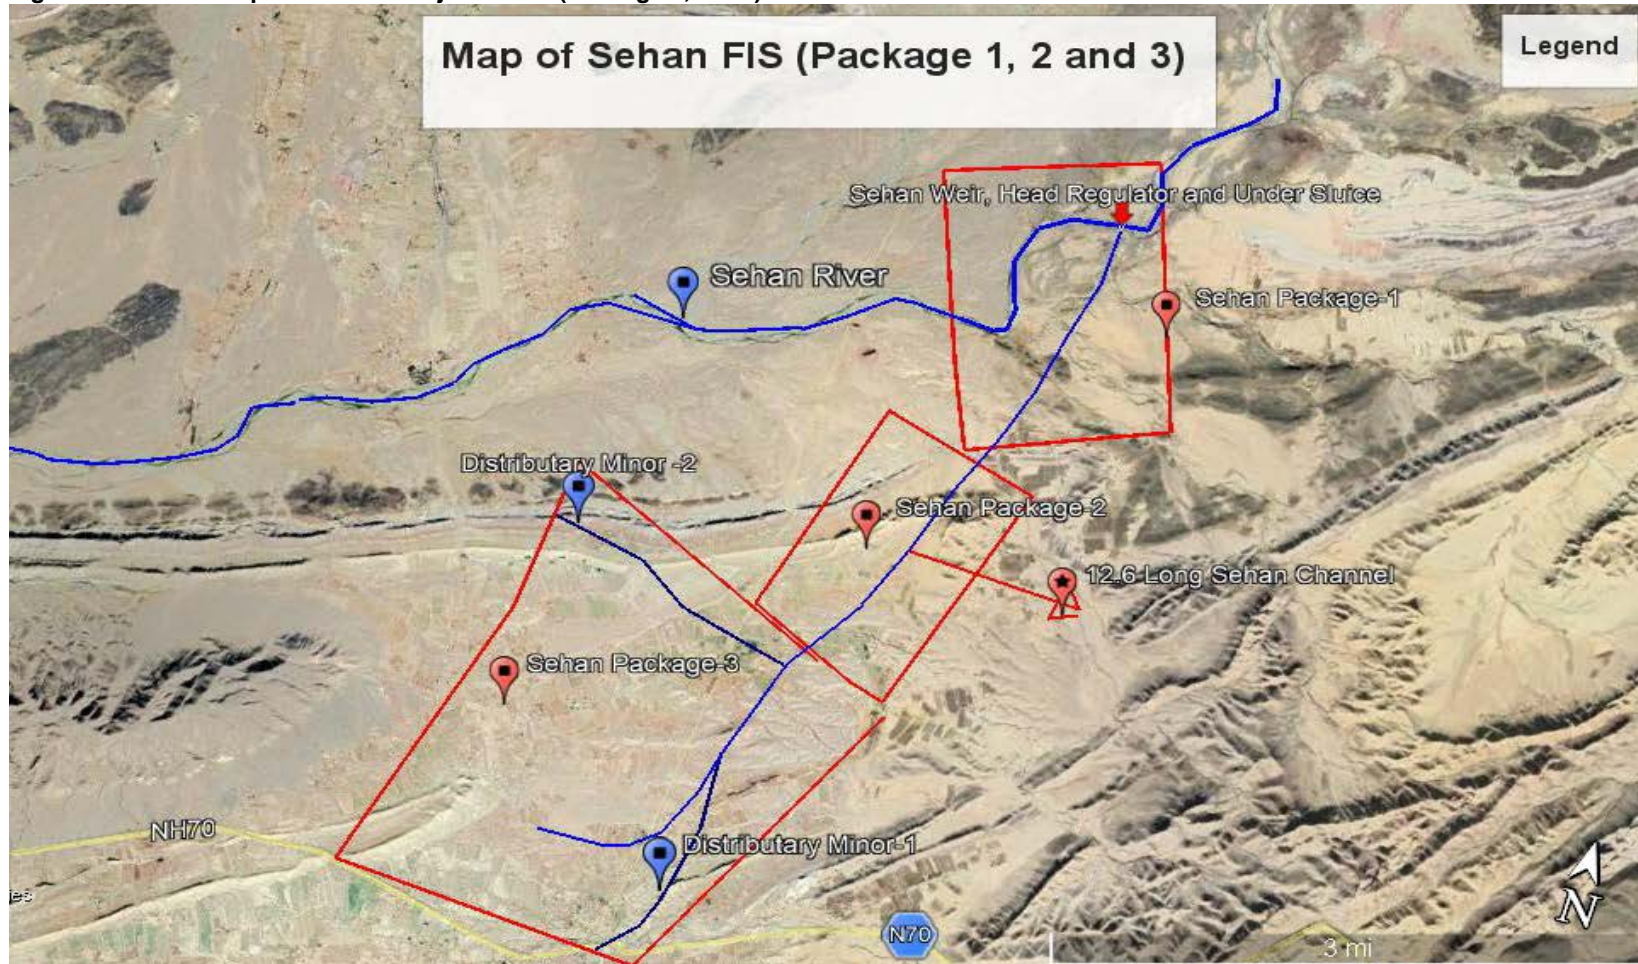 Map of Sehan FIS (Package 1, 2 and 3)
Legend
Sehan Weir, Head Regulator and Under Sluice
Sehan River
Sehan Package-1
Distributary Minor -2
Sehan Package-2
12.6 Long Sehan Channel
Sehan Package-3
NH70
Distributary Minor-1
N
N70
3 mi